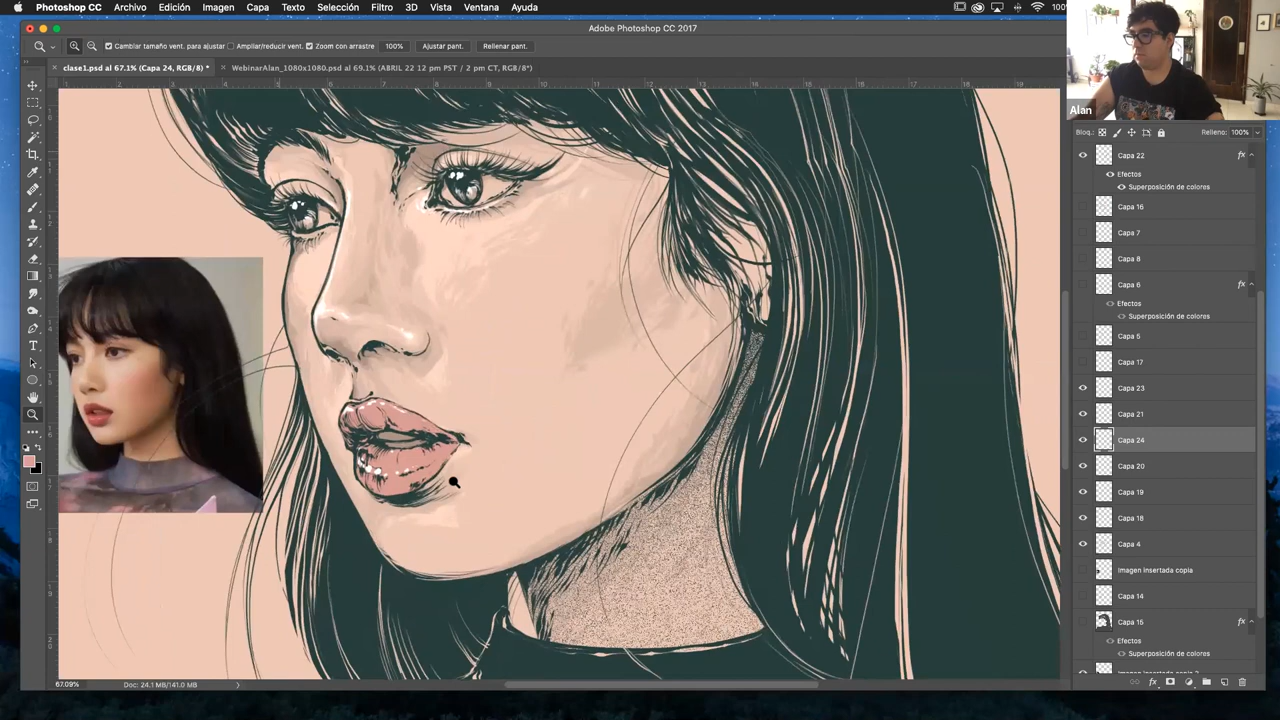 Photoshop CC Archivo Edición Imagen Capa Texto Selección Filtro 3D Vista Ventana Ayuda
Adobe Photoshop CC 2017
Cambiar tamaño vent. para ajustar Ampliar/reducir vent. Zoom con arrastre 100% Ajustar pant. Rellenar pant.
clase1.psd al 67.1% (Capa 24, RGB/8) *
WebinarAlan_1080x1080.psd al 69.1% (ABRIL 22 12 pm PST / 2 pm CT, RGB/8*)
Alan
Bloq.: Relleno: 100%
Capa 22 fx
Efectos
Superposición de colores
Capa 16
Capa 7
Capa 8
Capa 6 fx
Efectos
Superposición de colores
Capa 5
Capa 17
Capa 23
Capa 21
Capa 24
Capa 20
Capa 19
Capa 18
Capa 4
Imagen insertada copia
Capa 14
Capa 15 fx
Efectos
Superposición de colores
67.09% Doc: 24.1 MB/141.0 MB